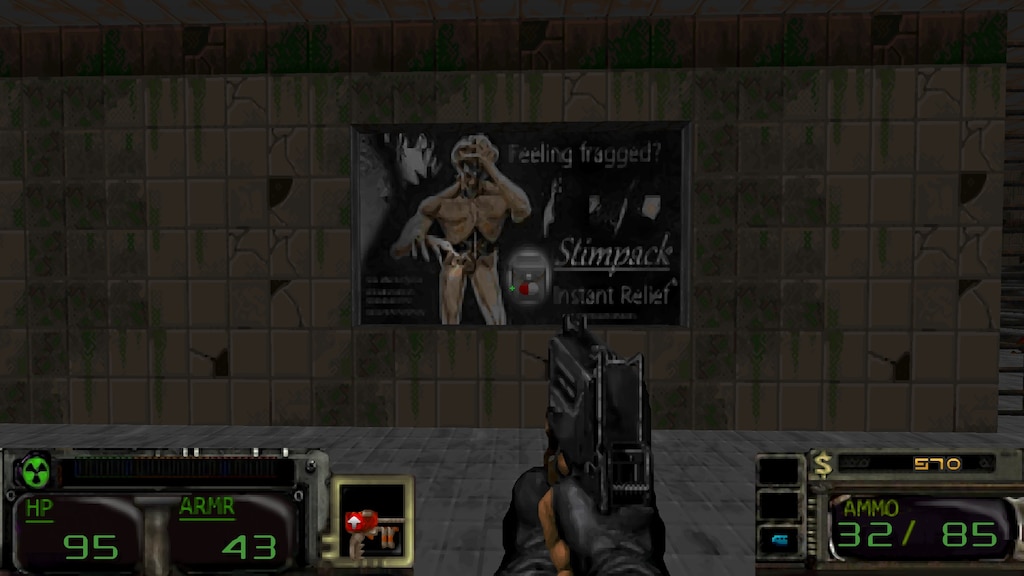 Feeling fragged?
Stimpack
Instant Relief
HP
95
ARMR
43
$ 570
AMMO
32/ 85